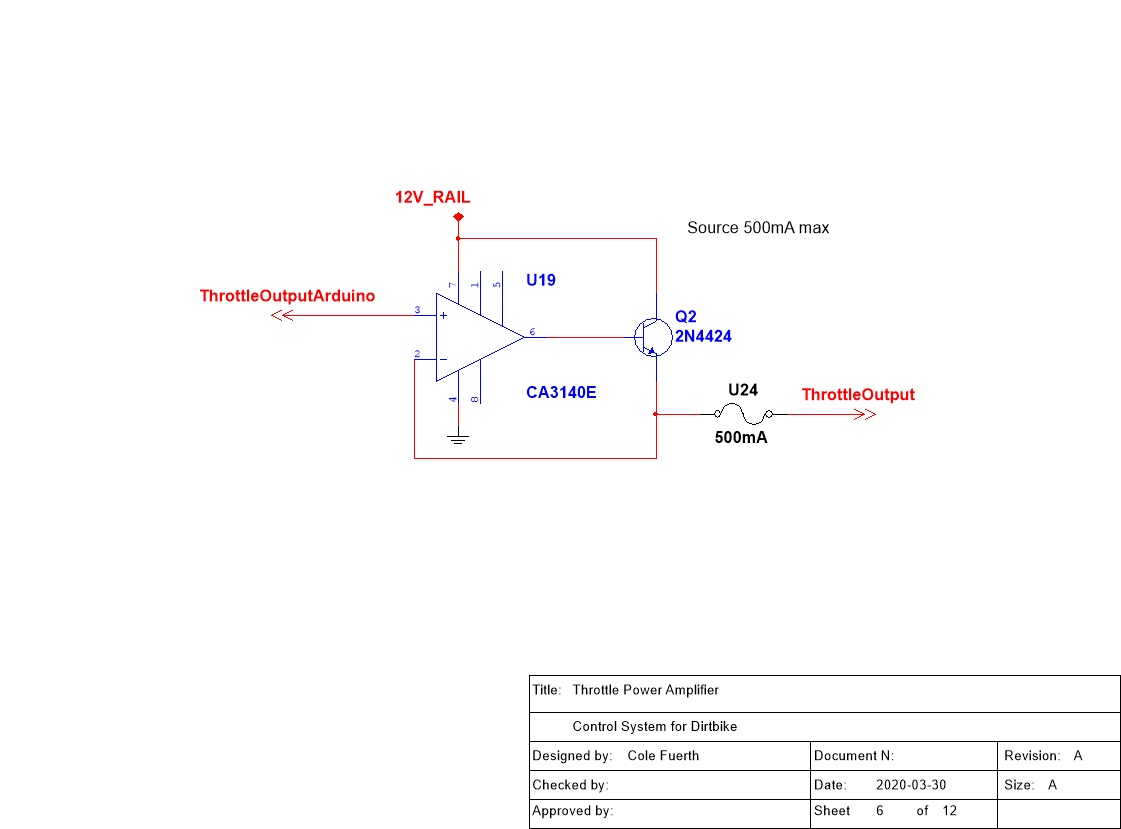 12V_RAIL
Source 500mA max
7
1
5
U19
ThrottleOutputArduino
3
+
Q2
6
2N4424
2
−
U24
ThrottleOutput
CA3140E
4
8
500mA
Title: Throttle Power Amplifier
Control System for Dirtbike
Designed by: Cole Fuerth Document N: Revision: A
Checked by: Date: 2020-03-30 Size: A
Approved by: Sheet 6 of 12